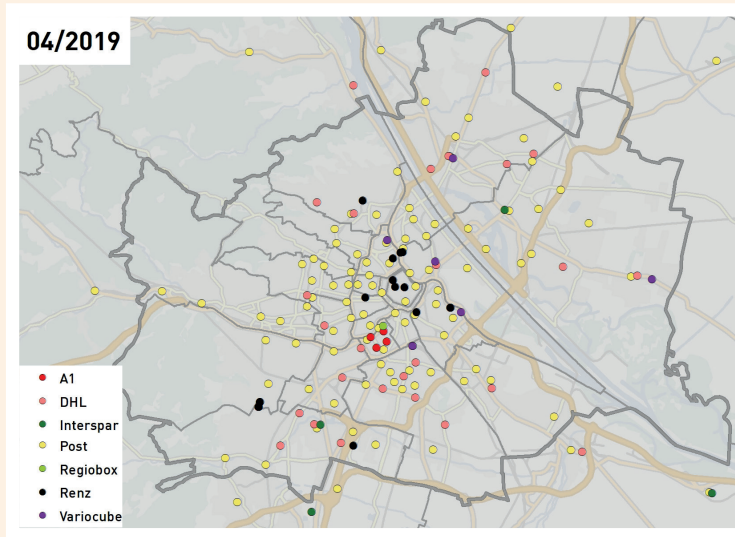 04/2019
A1
DHL
Interspar
Post
Regiobox
Renz
Variocube